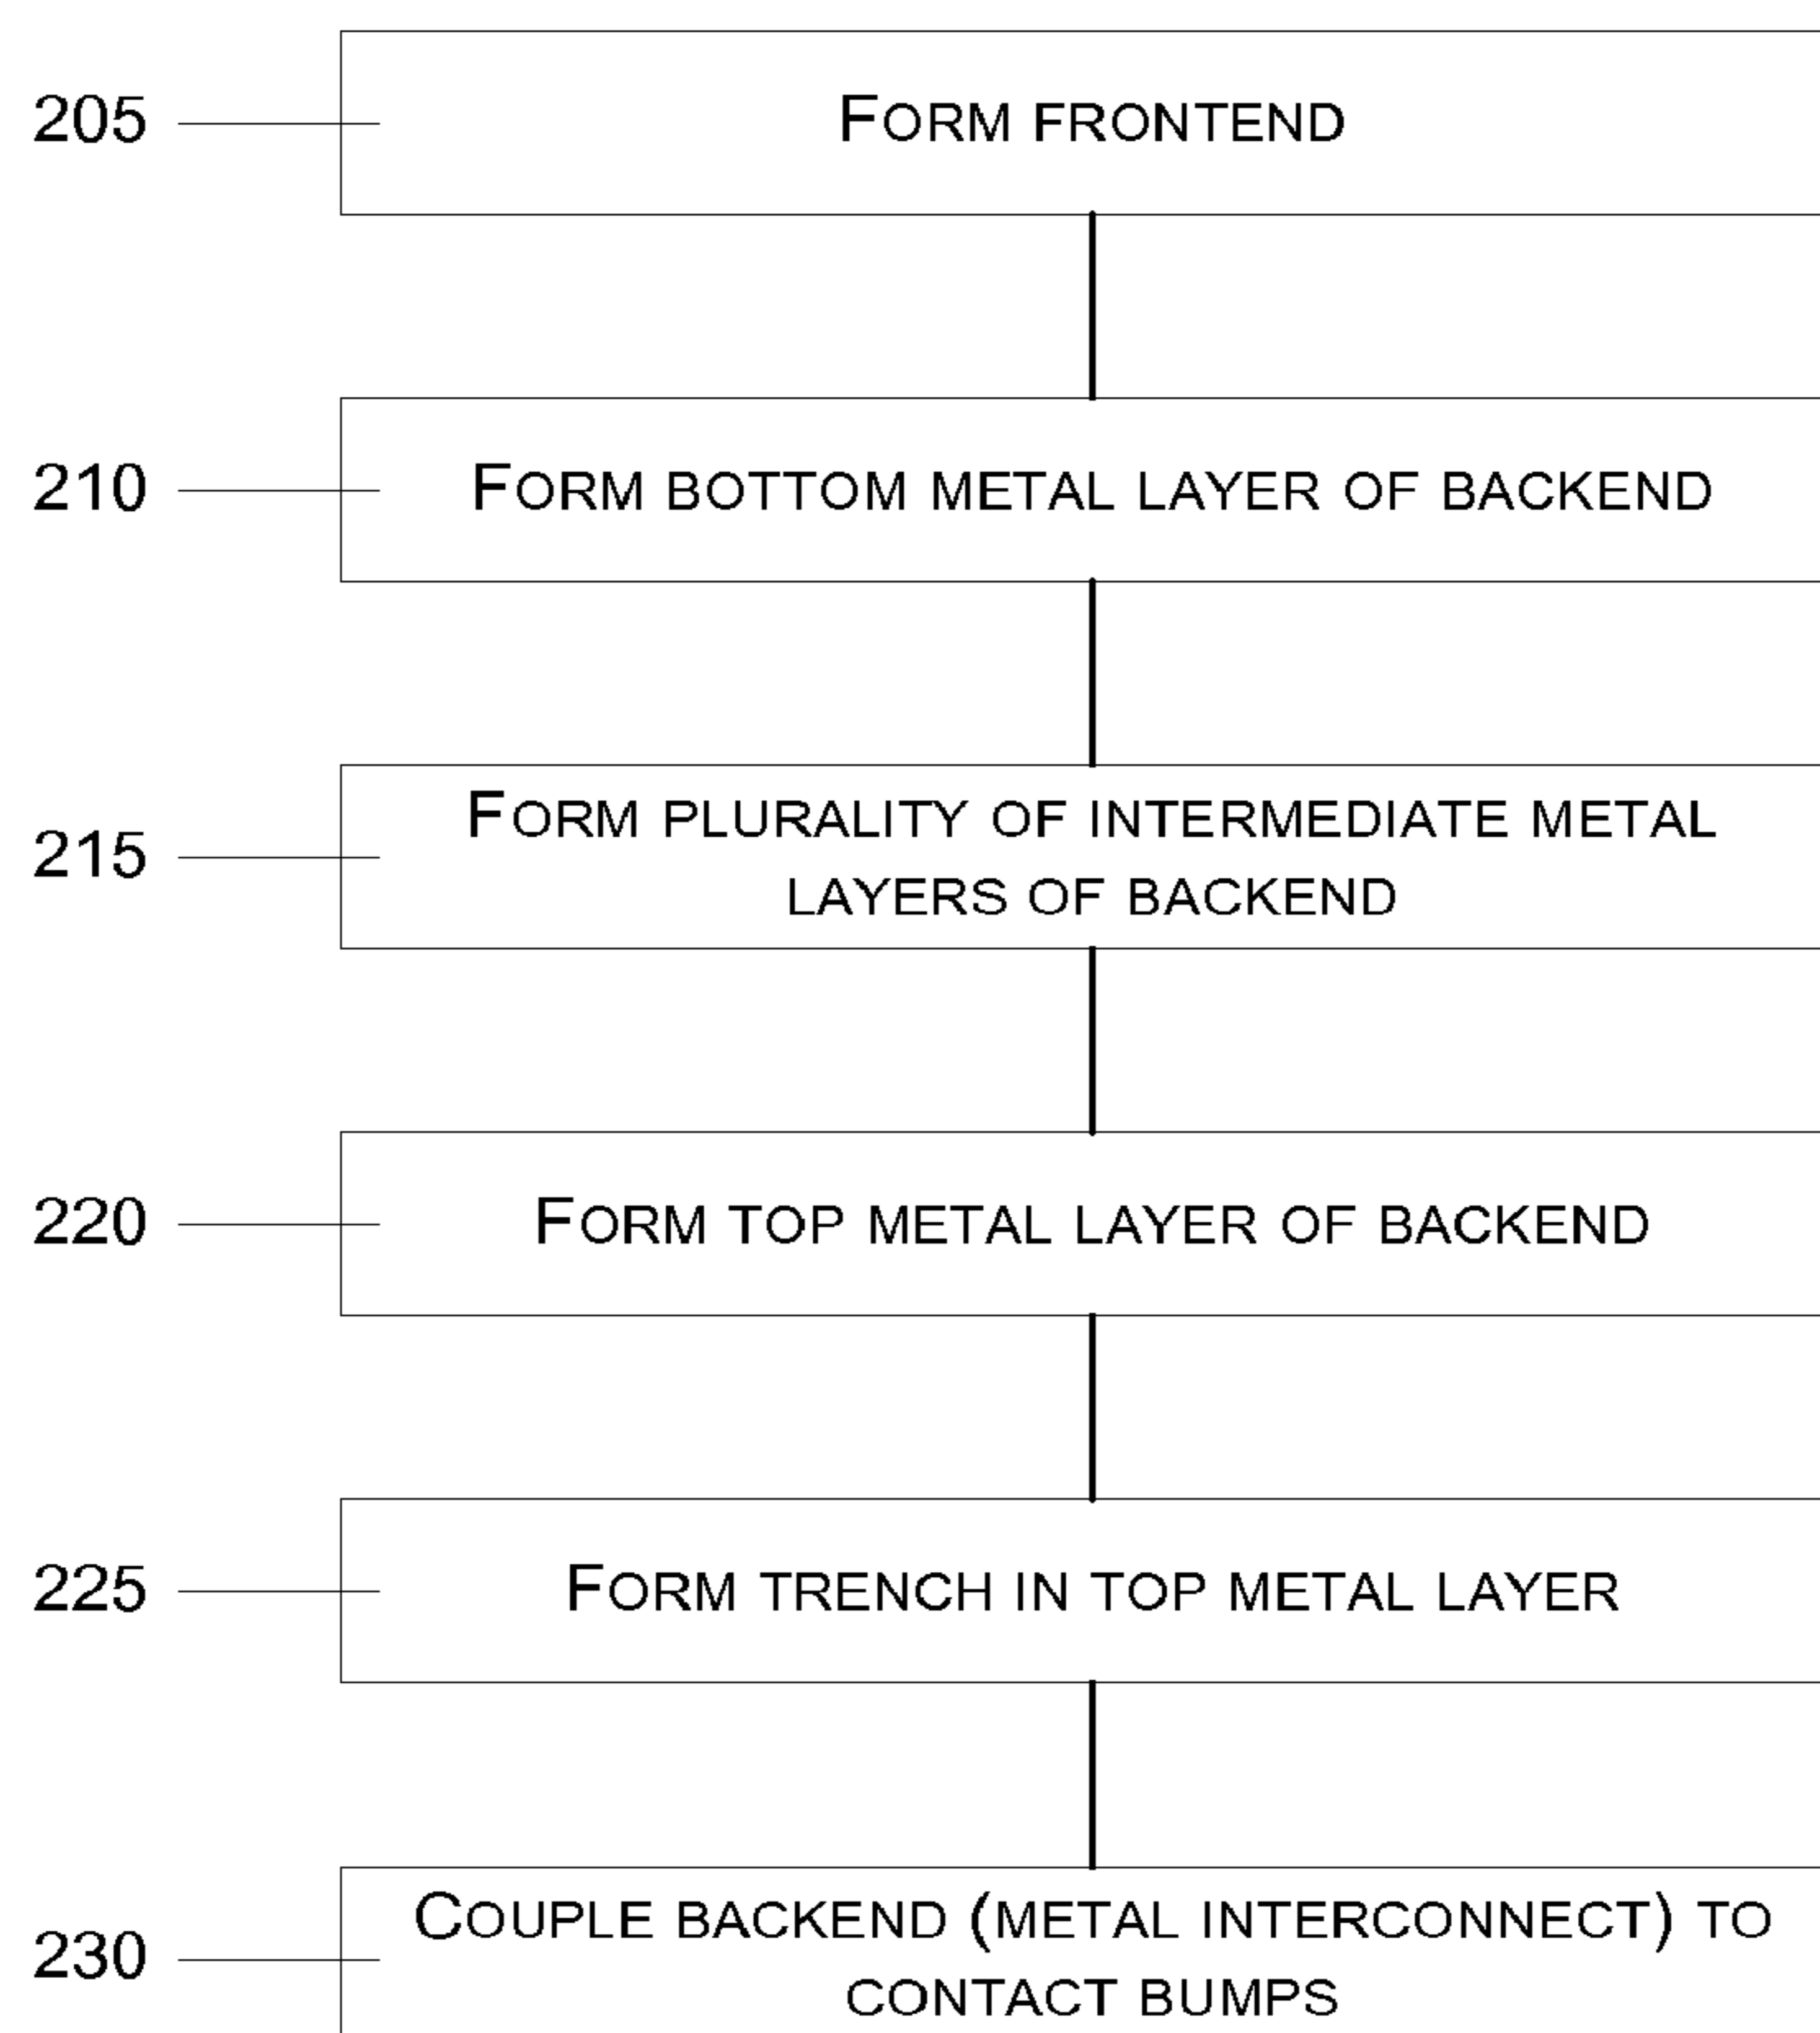 205
FORM FRONTEND
210
FORM BOTTOM METAL LAYER OF BACKEND
215
FORM PLURALITY OF INTERMEDIATE METAL
LAYERS OF BACKEND
220
FORM TOP METAL LAYER OF BACKEND
225
FORM TRENCH IN TOP METAL LAYER
230
COUPLE BACKEND (METAL INTERCONNECT) TO
CONTACT BUMPS